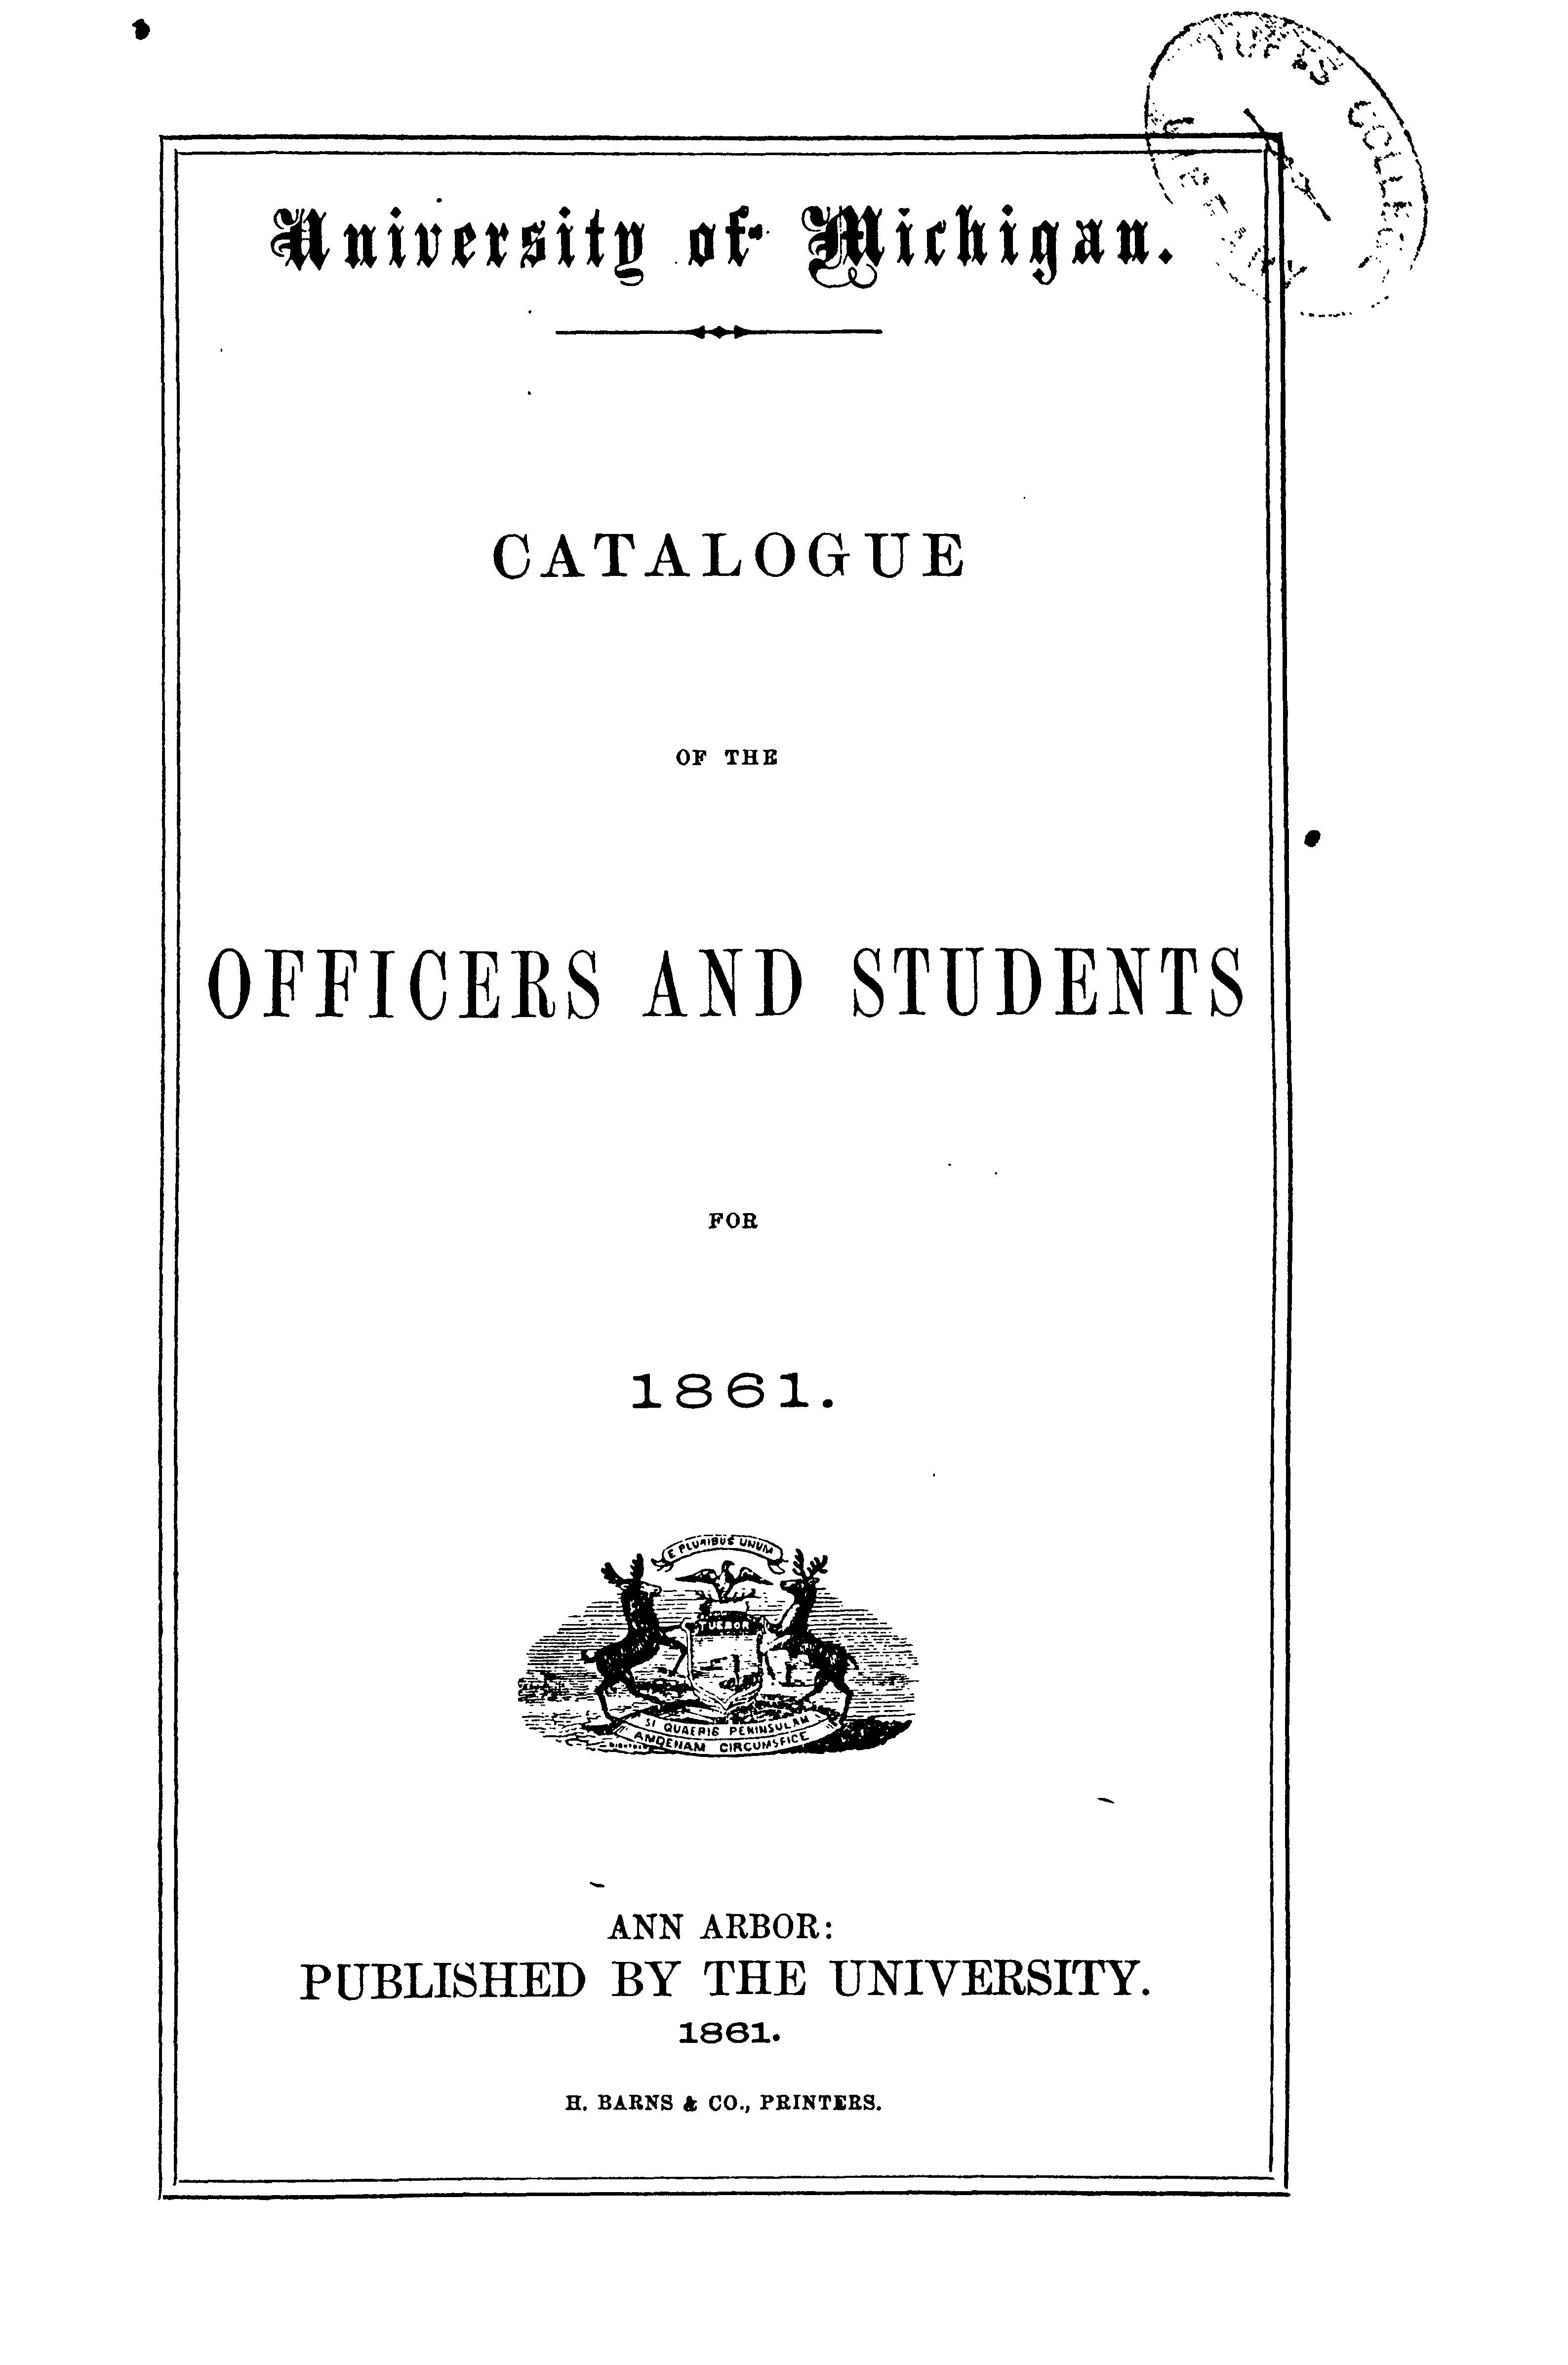 TUFTS COLLEGE
LIBRARY
University of Michigan.
CATALOGUE
OF THE
OFFICERS AND STUDENTS
FOR
1861.
E PLURIBUS UNUM
TUEBOR
SI QUAERIS PENINSULAM
AMOENAM CIRCUMSPICE
ANN ARBOR:
PUBLISHED BY THE UNIVERSITY.
1861.
H. BARNS & CO., PRINTERS.